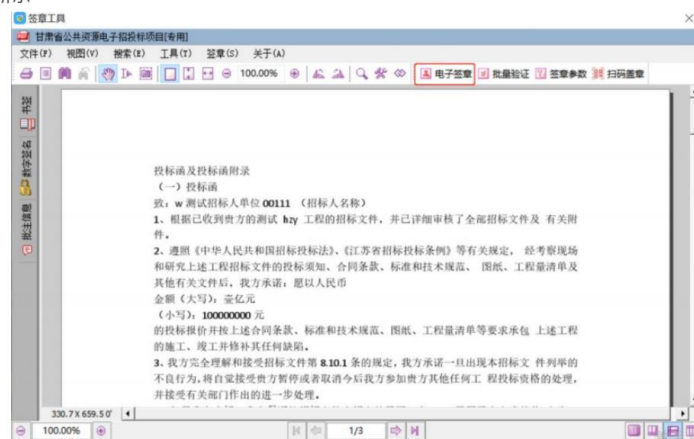 签章工具
甘肃省公共资源电子招投标项目[专用]
文件(F) 视图(V) 搜索(E) 工具(T) 签章(S) 关于(A)
100.00% 电子签章 批量验证 签章参数 扫码盖章
书签
数字签名
批注信息
投标函及投标函附录
（一）投标函
致：w 测试招标人单位 00111 （招标人名称）
1、根据已收到贵方的测试 hzy 工程的招标文件，并已详细审核了全部招标文件及 有关附
件。
2、遵照《中华人民共和国招标投标法》、《江苏省招标投标条例》等有关规定， 经考察现场
和研究上述工程招标文件的投标须知、合同条款、标准和技术规范、 图纸、工程量清单及
其他有关文件后，我方承诺：愿以人民币
金额（大写）：壹亿元
（小写）：100000000 元
的投标报价并按上述合同条款、标准和技术规范、图纸、工程量清单等要求承包 上述工程
的施工、竣工并修补其任何缺陷。
3、我方完全理解和接受招标文件第 8.10.1 条的规定，我方承诺一旦出现本招标文 件列举的
不良行为，将自觉接受贵方暂停或者取消今后我方参加贵方其他任何工 程投标资格的处理，
并接受有关部门作出的进一步处理。
330.7 X 659.5 0'
100.00% 1/3